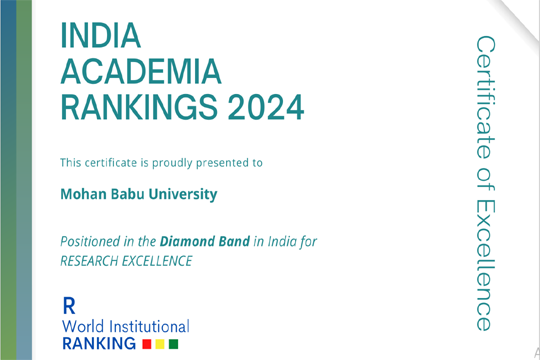 INDIA
ACADEMIA
RANKINGS 2024
This certificate is proudly presented to
Mohan Babu University
Positioned in the Diamond Band in India for
RESEARCH EXCELLENCE
R
World Institutional
RANKING
Certificate of Excellence